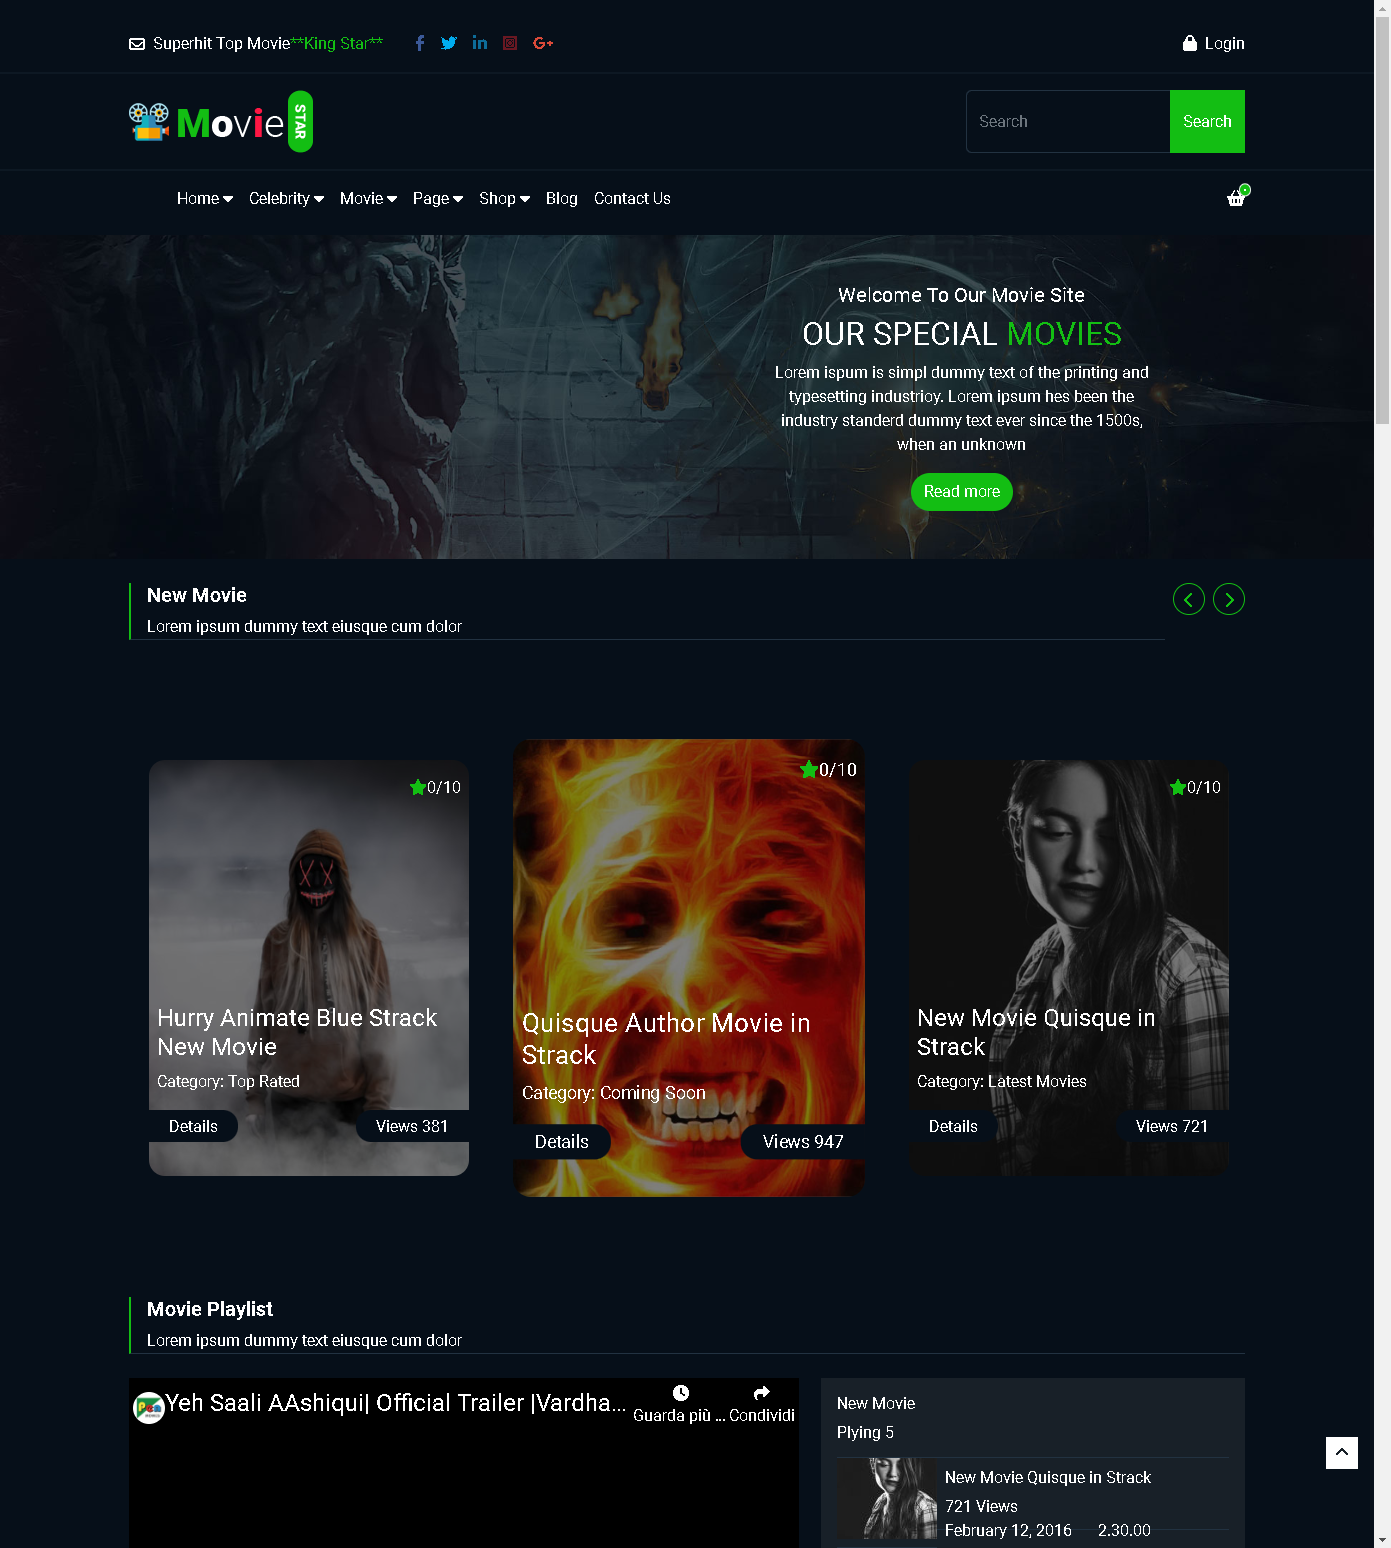 Superhit Top Movie**King Star**
Login
Movie STAR
Search
Search
Home
Celebrity
Movie
Page
Shop
Blog
Contact Us
Welcome To Our Movie Site
OUR SPECIAL MOVIES
Lorem ispum is simpl dummy text of the printing and
typesetting industrioy. Lorem ipsum hes been the
industry standerd dummy text ever since the 1500s,
when an unknown
Read more
New Movie
Lorem ipsum dummy text eiusque cum dolor
0/10
Hurry Animate Blue Strack
New Movie
Category: Top Rated
Details
Views 381
0/10
Quisque Author Movie in
Strack
Category: Coming Soon
Details
Views 947
0/10
New Movie Quisque in
Strack
Category: Latest Movies
Details
Views 721
Movie Playlist
Lorem ipsum dummy text eiusque cum dolor
Yeh Saali AAshiqui| Official Trailer |Vardha...
Guarda più ...
Condividi
New Movie
Plying 5
New Movie Quisque in Strack
721 Views
February 12, 2016 2.30.00